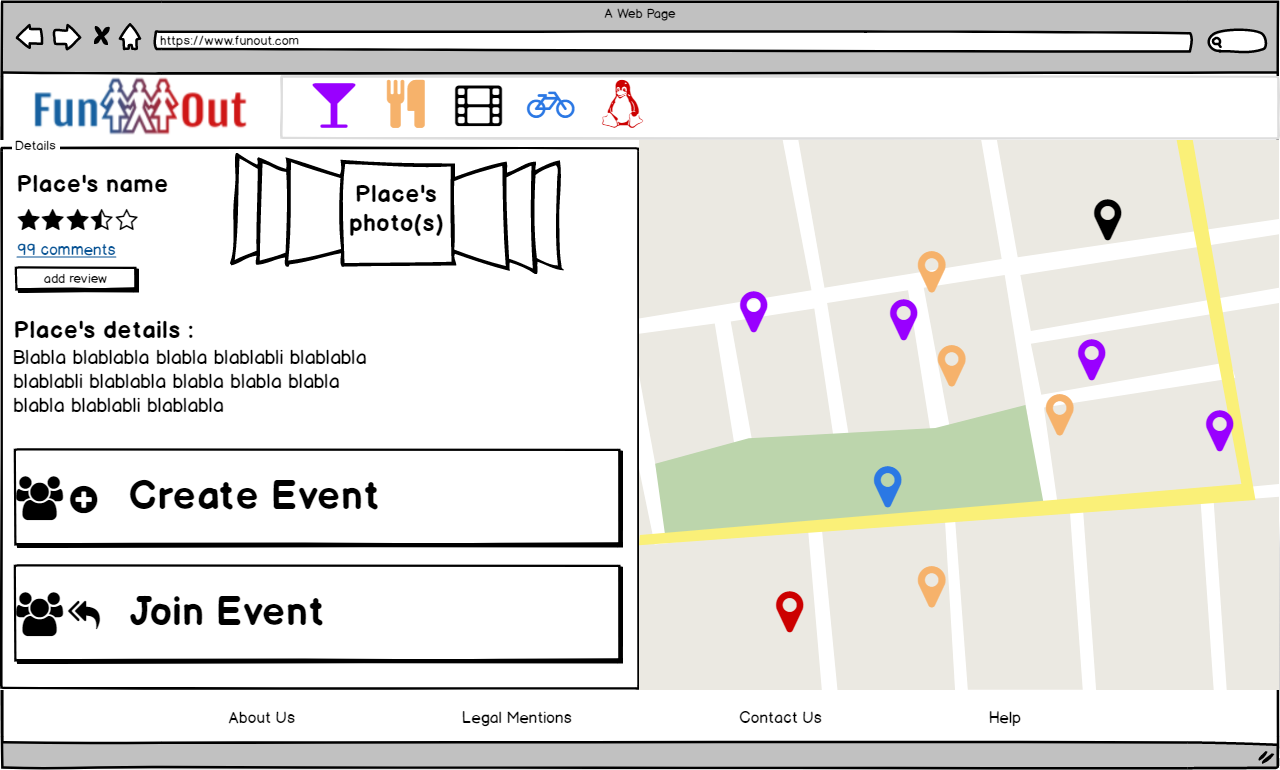 A Web Page
https://www.funout.com
Fun Out
Details
Place's name
Place's
photo(s)
99 comments
add review
Place's details :
Blabla blablabla blabla blablabli blablabla
blablabli blablabla blabla blabla blabla
blabla blablabli blablabla
Create Event
Join Event
About Us
Legal Mentions
Contact Us
Help